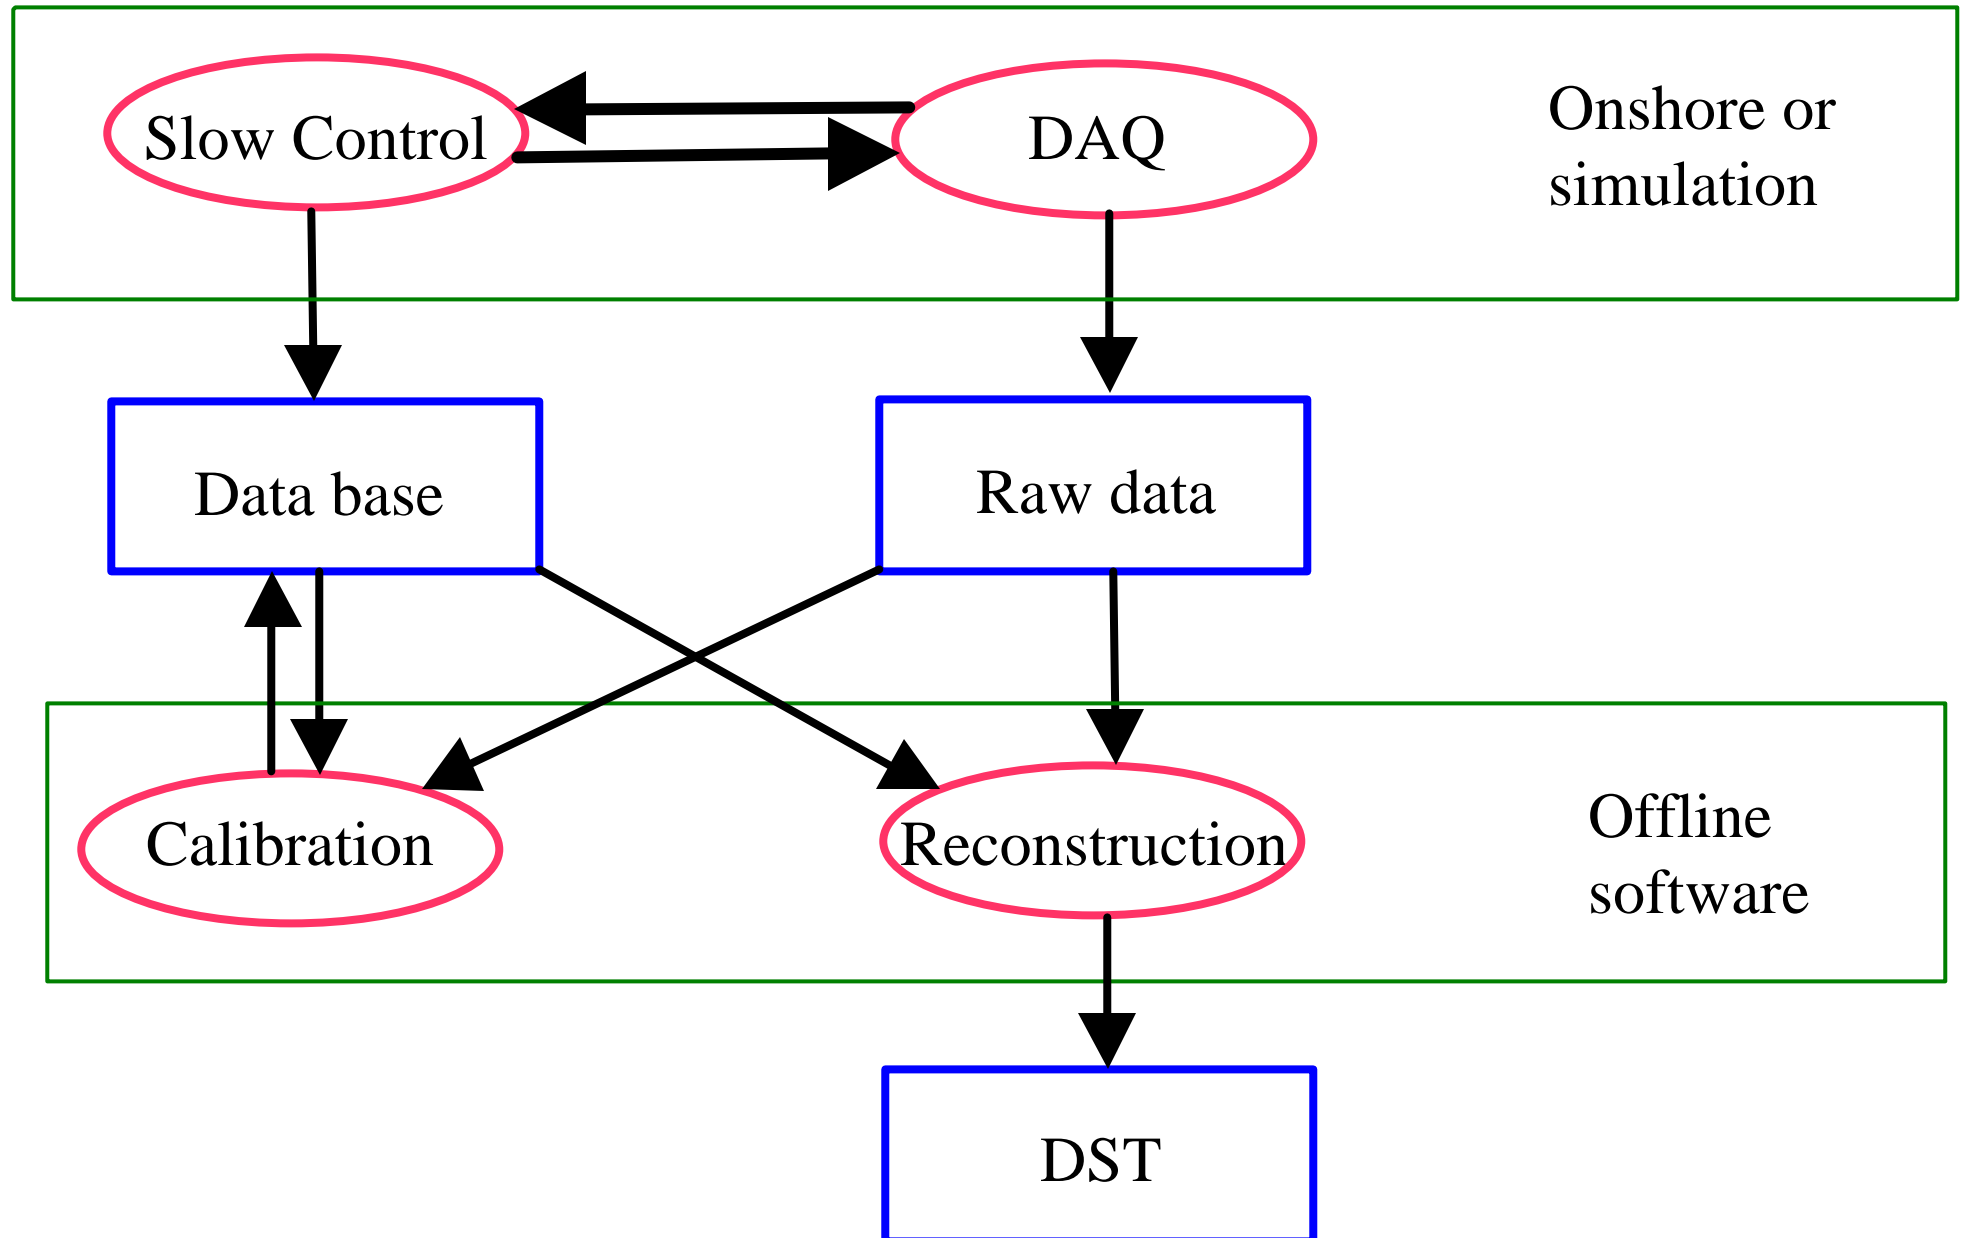 Slow Control
DAQ
Onshore or
simulation
Data base
Raw data
Calibration
Reconstruction
Offline
software
DST